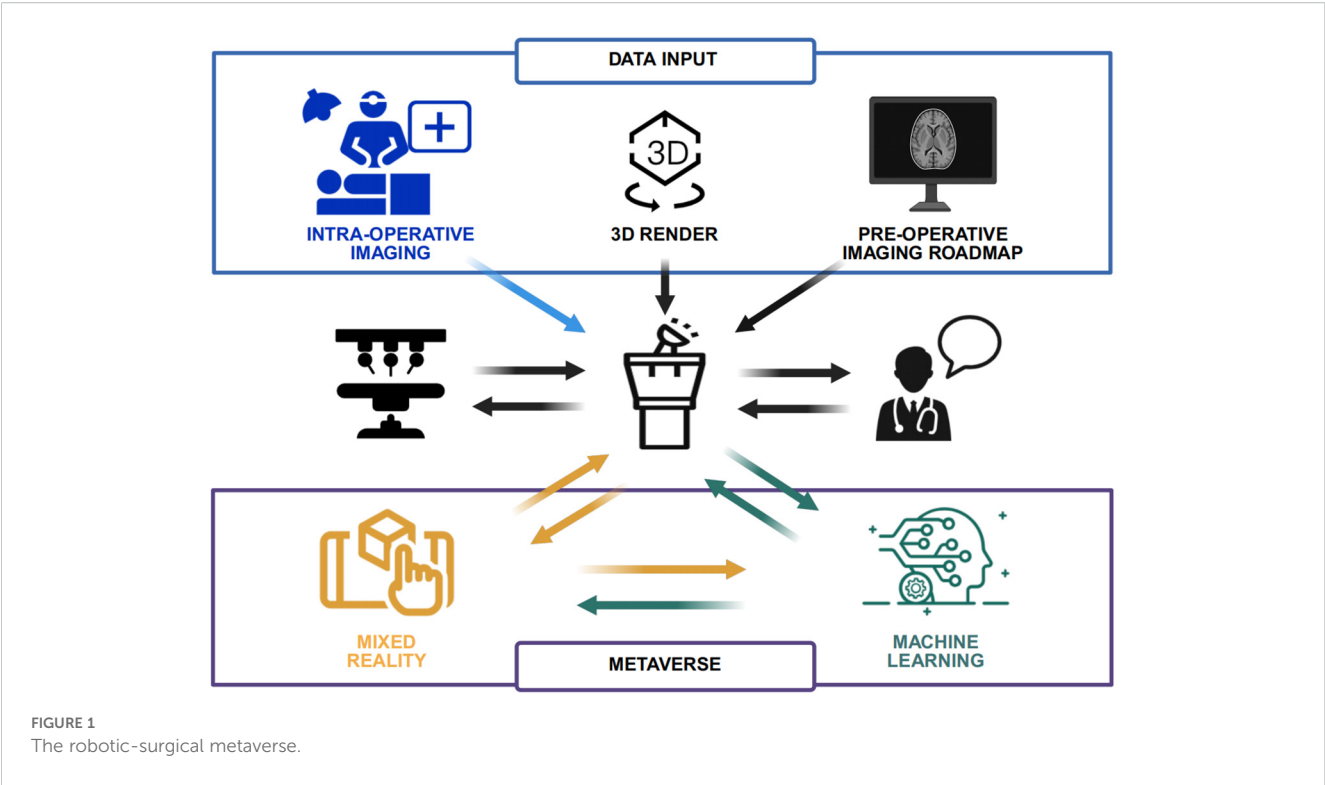 DATA INPUT
3D
INTRA-OPERATIVE
IMAGING
3D RENDER
PRE-OPERATIVE
IMAGING ROADMAP
MIXED
REALITY
METAVERSE
MACHINE
LEARNING
FIGURE 1
The robotic-surgical metaverse.